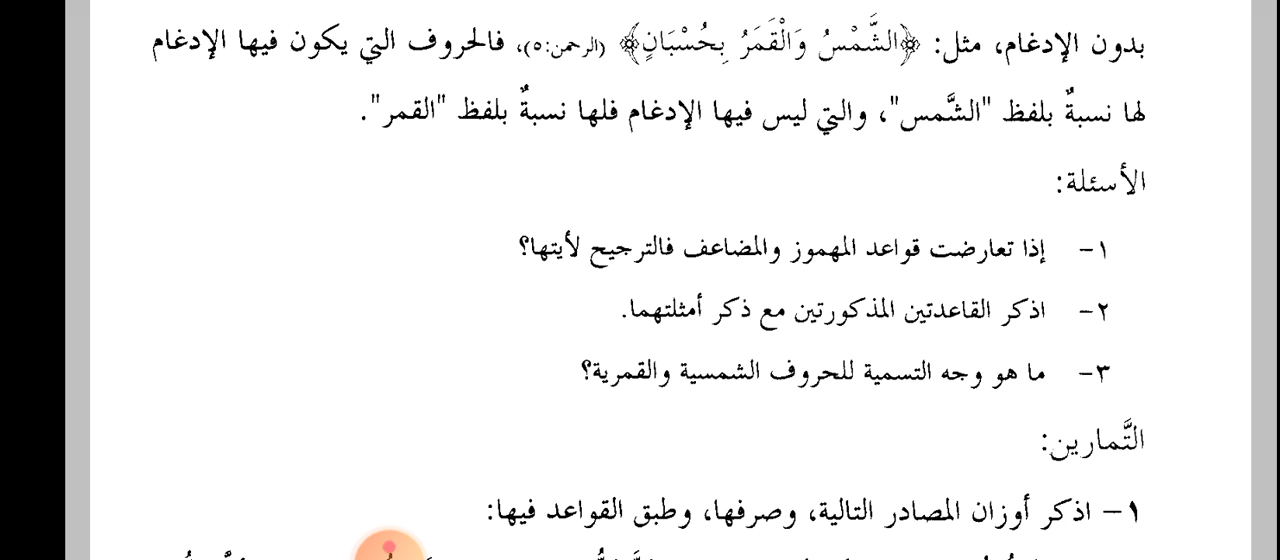 بدون الإدغام، مثل: ﴿الشَّمْسُ وَالْقَمَرُ بِحُسْبَانٍ﴾ (الرحمن:٥)، فالحروف التي يكون فيها الإدغام
لها نسبةٌ بلفظ "الشَّمس"، والتي ليس فيها الإدغام فلها نسبةٌ بلفظ "القمر".
الأسئلة:
١- إذا تعارضت قواعد المهموز والمضاعف فالترجيح لأيتها؟
٢- اذكر القاعدتين المذكورتين مع ذكر أمثلتهما.
٣- ما هو وجه التسمية للحروف الشمسية والقمرية؟
التَّمارين:
١- اذكر أوزان المصادر التالية، وصرفها، وطبق القواعد فيها: